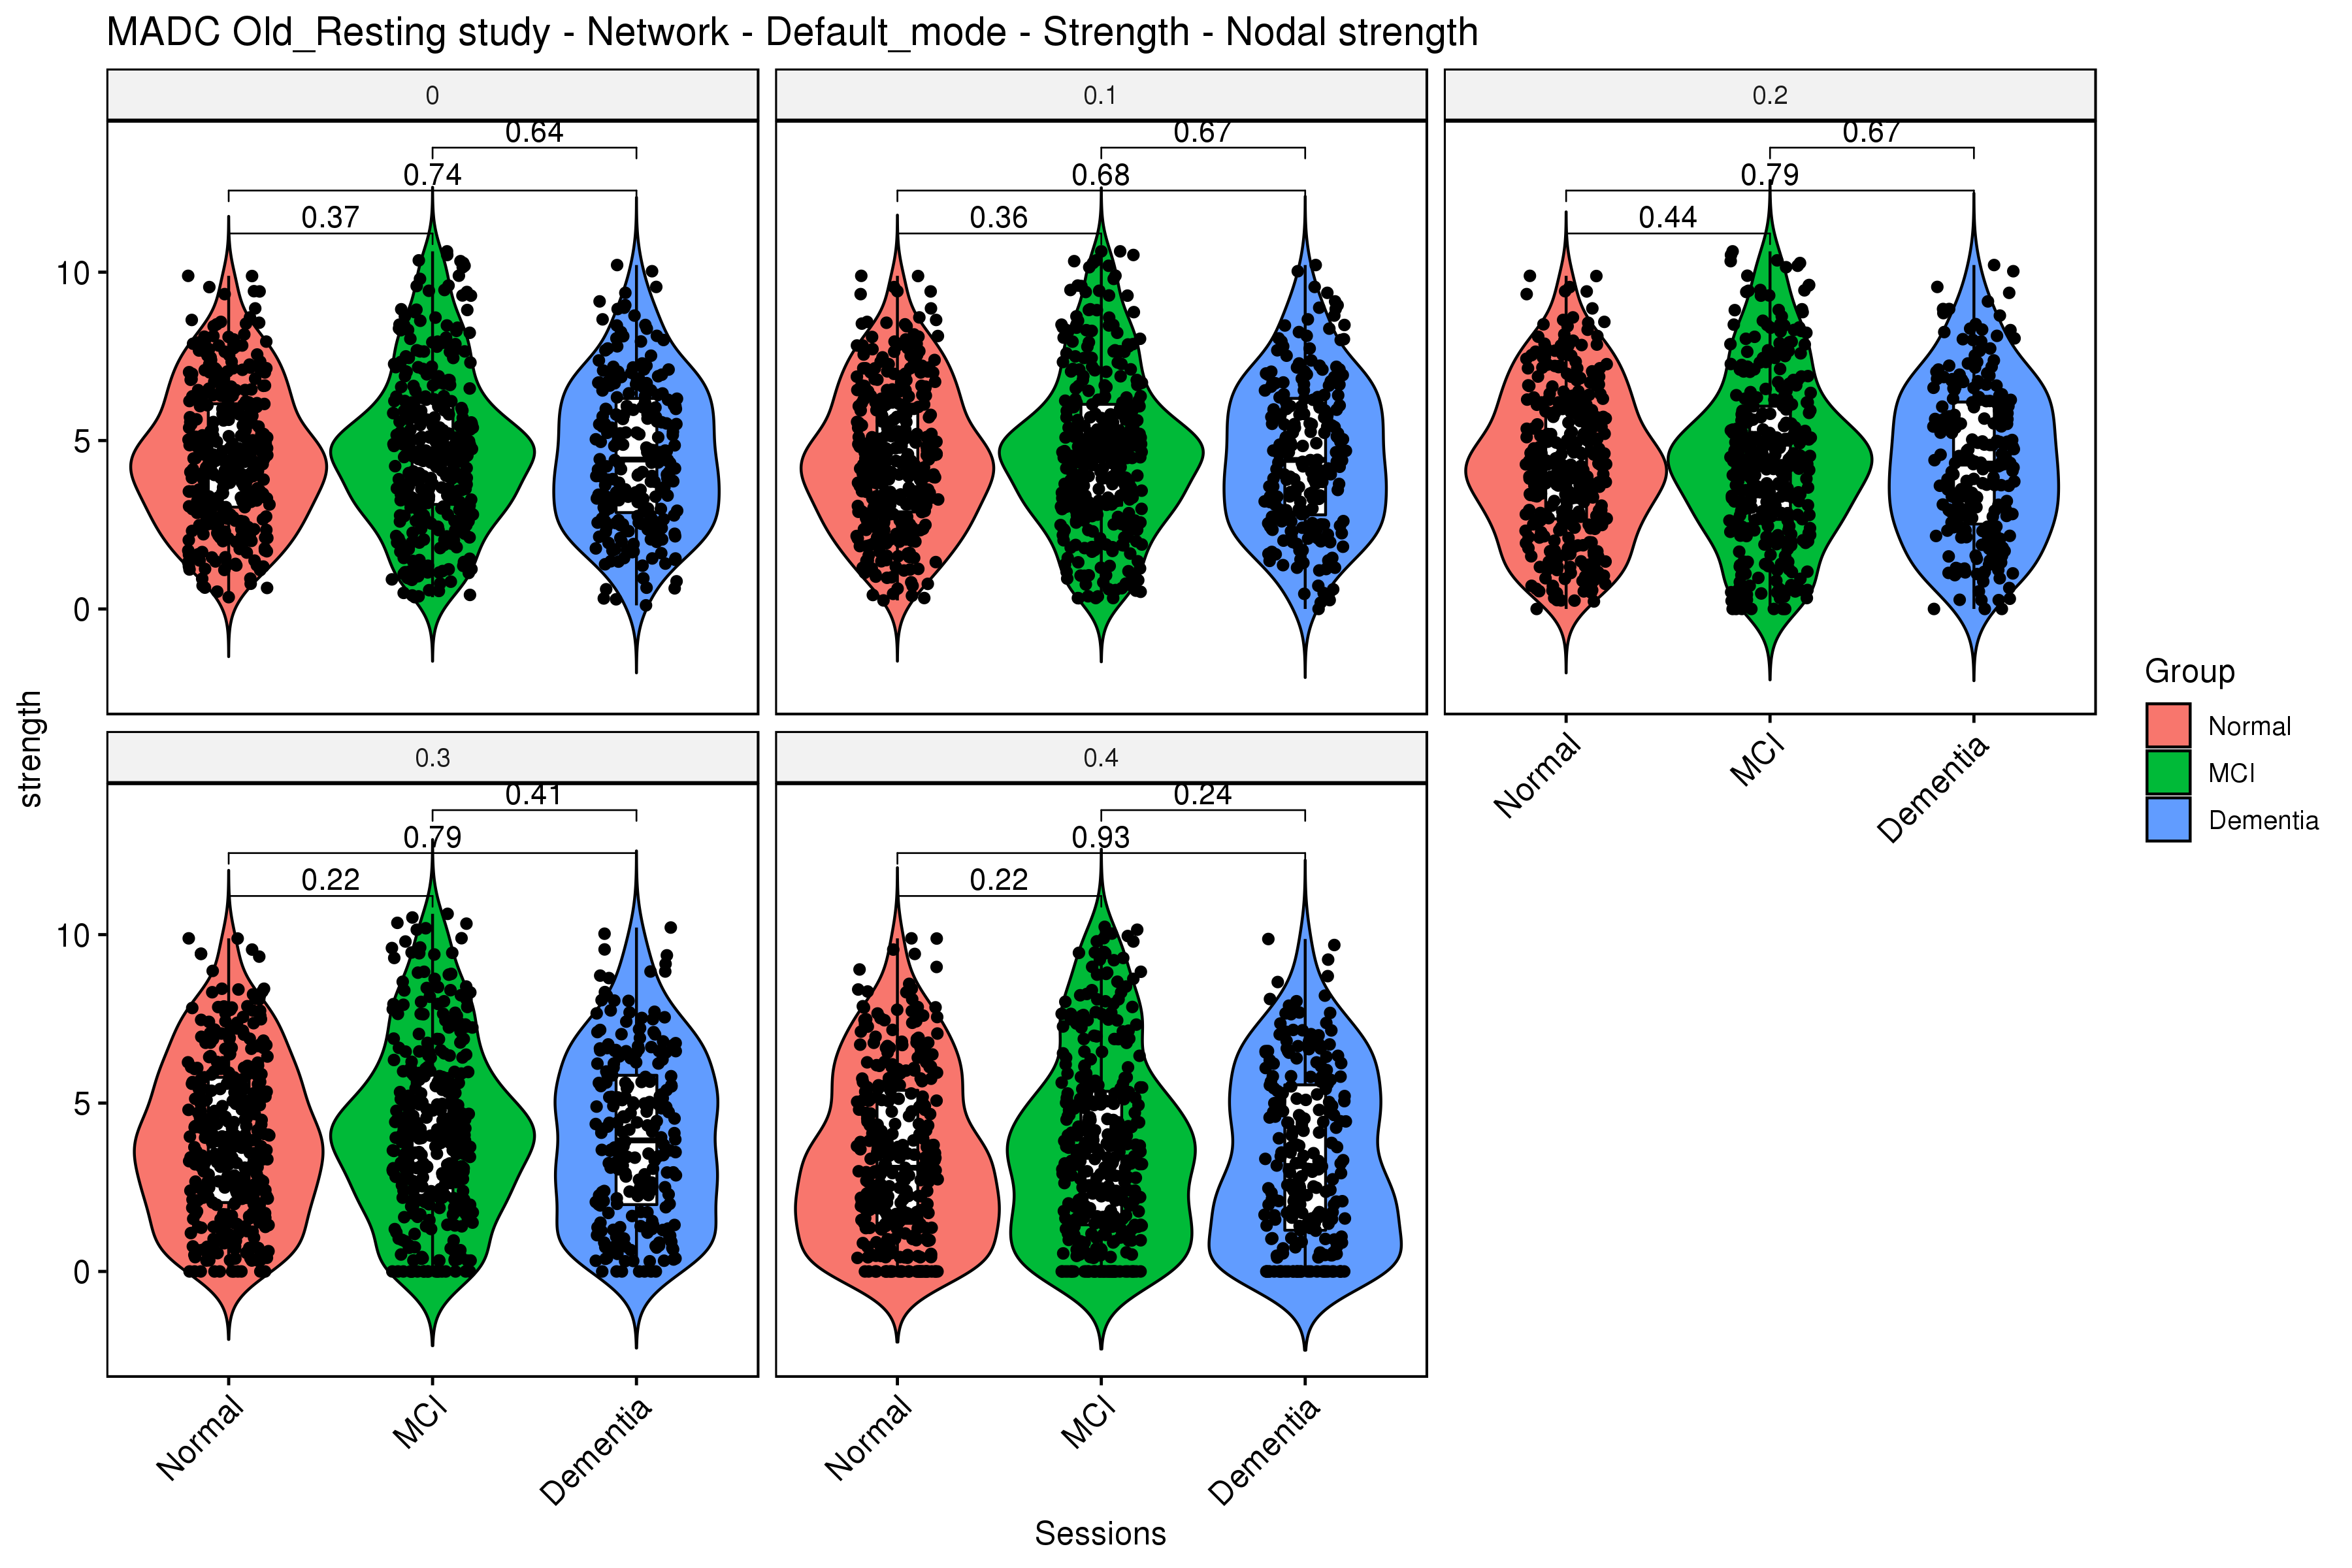 MADC Old_Resting study - Network - Default_mode - Strength - Nodal strength
0
0.1
0.2
0.64
0.74
0.37
0.67
0.68
0.36
0.67
0.79
0.44
10
5
0
strength
Normal
MCI
Dementia
Group
Normal
MCI
Dementia
0.3
0.4
0.41
0.79
0.22
0.24
0.93
0.22
10
5
0
Normal
MCI
Dementia
Normal
MCI
Dementia
Sessions